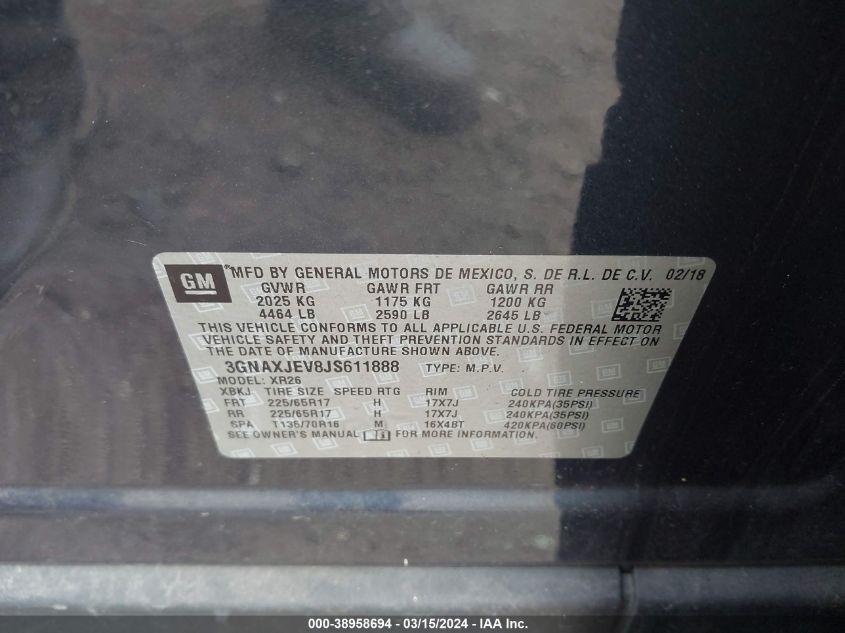 GM *MFD BY GENERAL MOTORS DE MEXICO, S. DE R.L. DE C.V. 02/18
GVWR GAWR FRT GAWR RR
2025 KG 1175 KG 1200 KG
4464 LB 2590 LB 2645 LB
THIS VEHICLE CONFORMS TO ALL APPLICABLE U.S. FEDERAL MOTOR
VEHICLE SAFETY AND THEFT PREVENTION STANDARDS IN EFFECT ON
THE DATE OF MANUFACTURE SHOWN ABOVE.
3GNAXJEV8JS611888 TYPE: M.P.V.
MODEL: XR26
XBKJ TIRE SIZE SPEED RTG RIM COLD TIRE PRESSURE
FRT 225/65R17 H 17X7J 240KPA(35PSI)
RR 225/65R17 H 17X7J 240KPA(35PSI)
SPA T135/70R16 M 16X4BT 420KPA(60PSI)
SEE OWNER'S MANUAL FOR MORE INFORMATION.
000-38958694 - 03/15/2024 - IAA Inc.